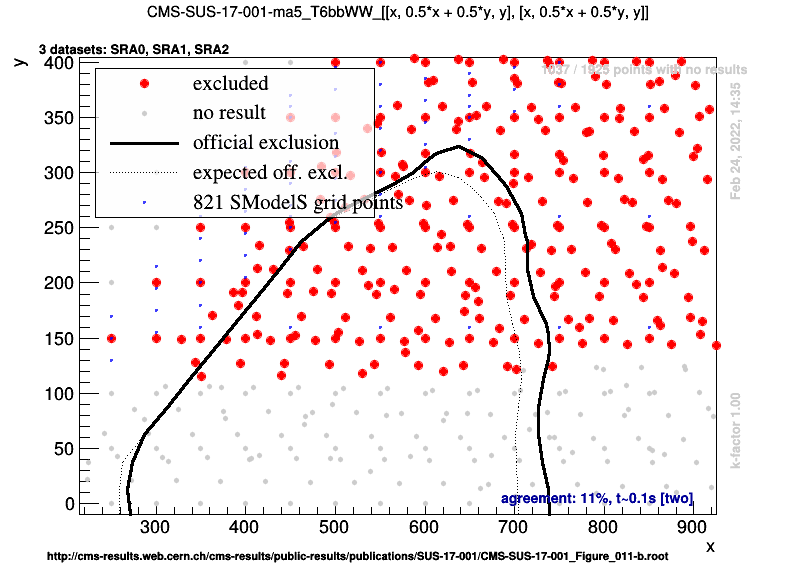 CMS-SUS-17-001-ma5_T6bbWW_[[x, 0.5*x + 0.5*y, y], [x, 0.5*x + 0.5*y, y]]
3 datasets: SRA0, SRA1, SRA2
y
1037 / 1825 points with no results
excluded
no result
official exclusion
expected off. excl.
821 SModelS grid points
400
350
300
250
200
150
100
50
0
Feb 24, 2022, 14:35
k-factor 1.00
agreement: 11%, t~0.1s [two]
300 400 500 600 700 800 900
x
http://cms-results.web.cern.ch/cms-results/public-results/publications/SUS-17-001/CMS-SUS-17-001_Figure_011-b.root